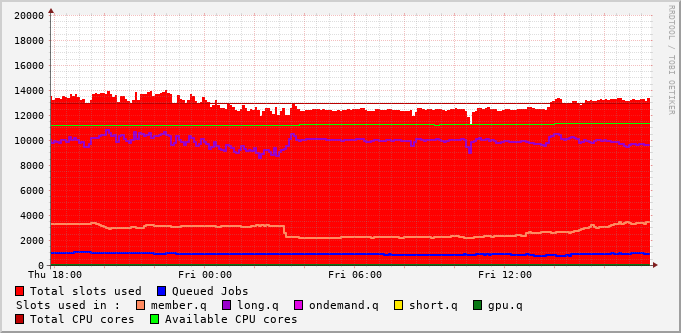 20000
18000
16000
14000
12000
10000
8000
6000
4000
2000
0
Thu 18:00 Fri 00:00 Fri 06:00 Fri 12:00
RRDTOOL / TOBI OETIKER
Total slots used Queued Jobs
Slots used in : member.q long.q ondemand.q short.q gpu.q
Total CPU cores Available CPU cores